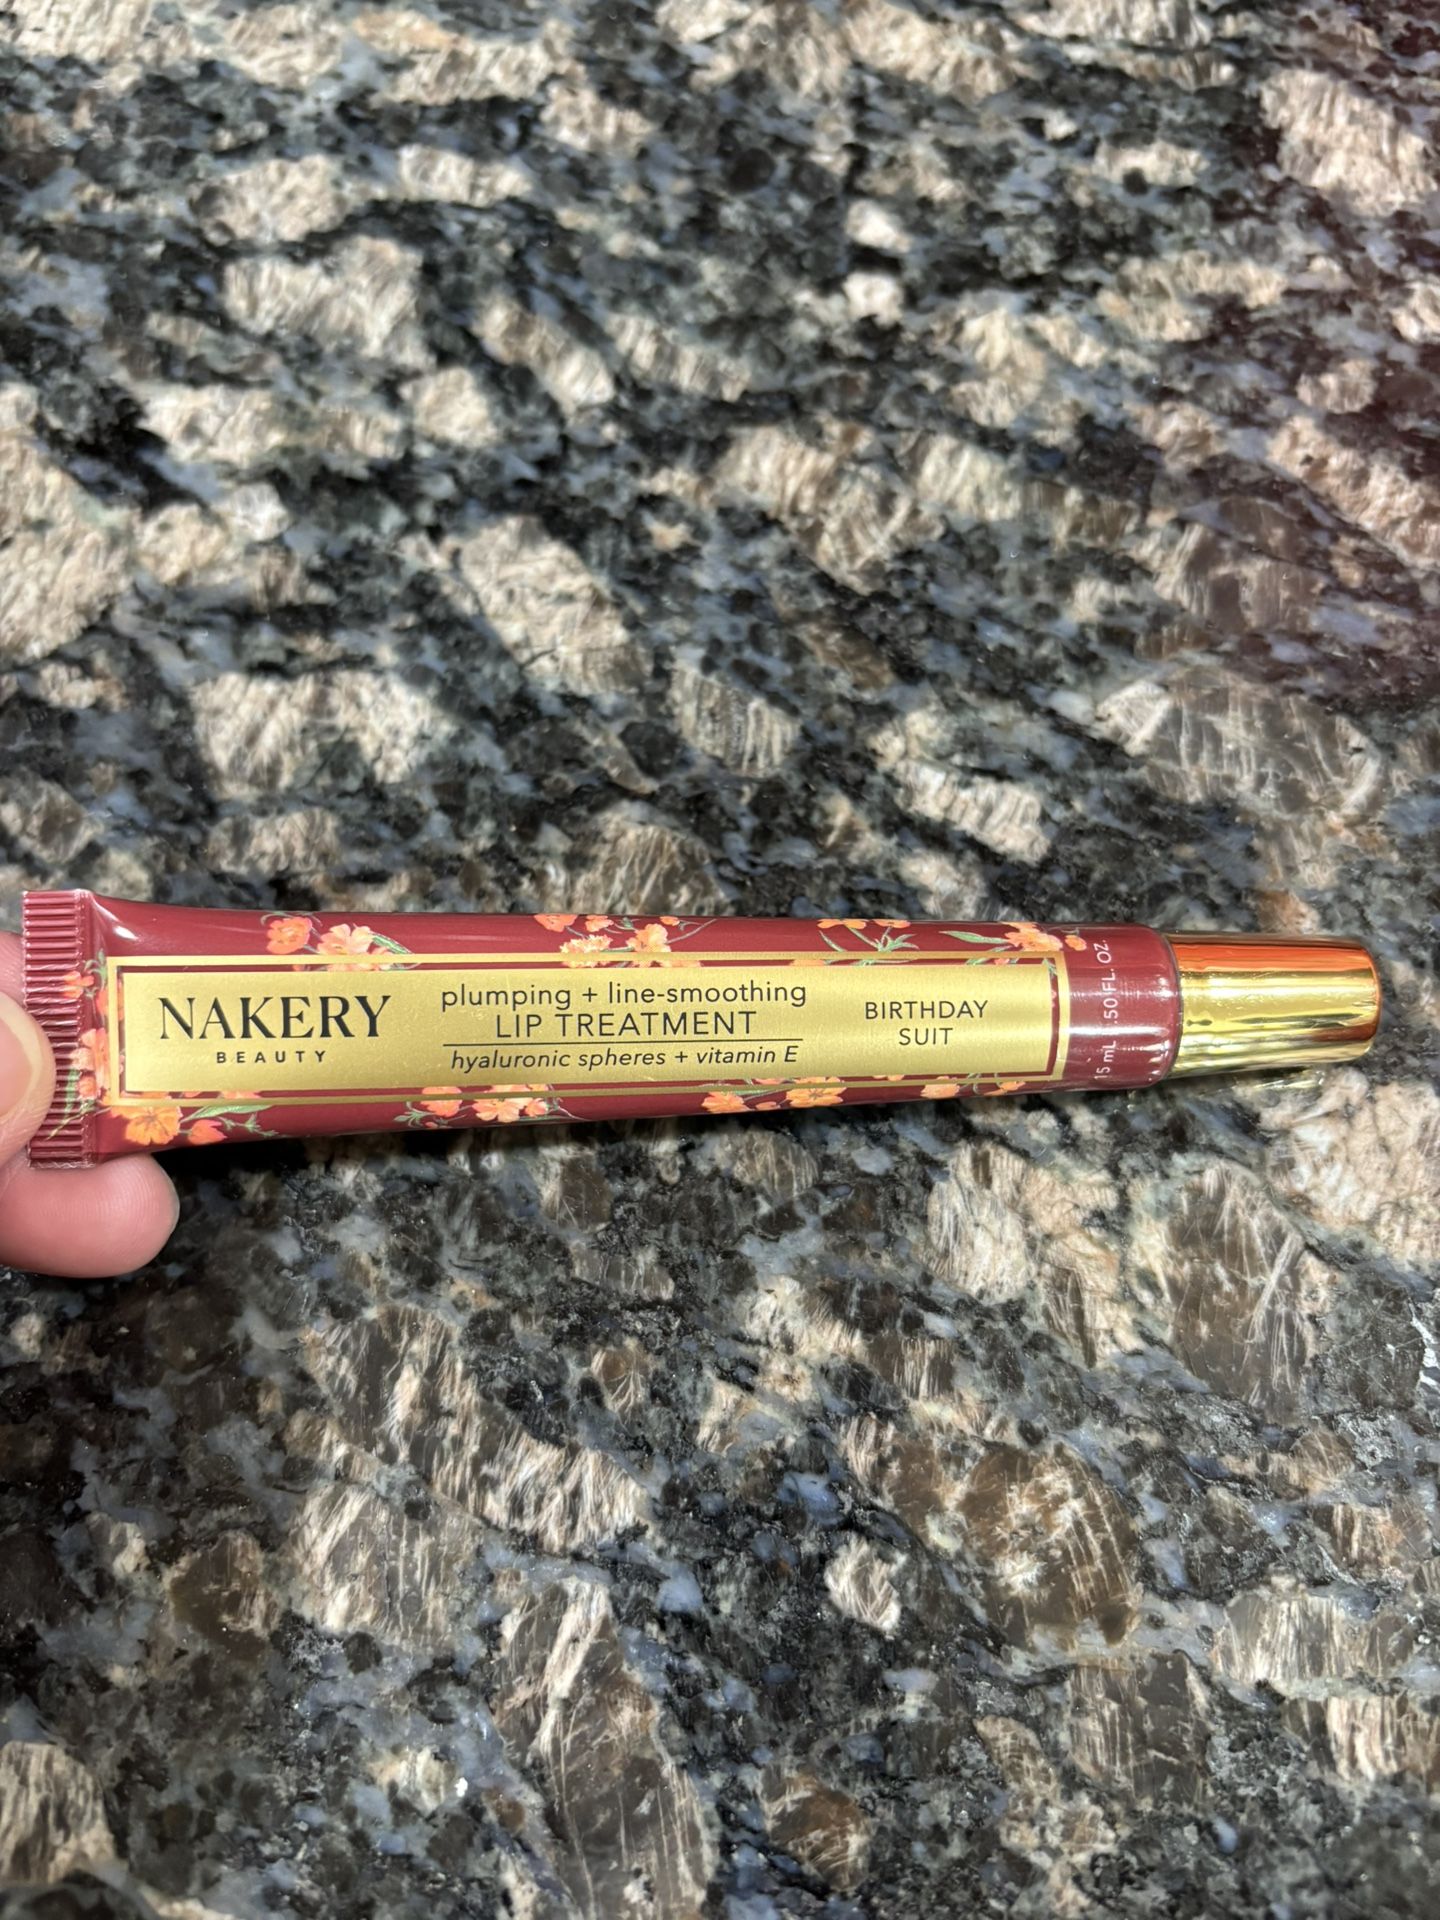 NAKERY
BEAUTY
plumping + line-smoothing
LIP TREATMENT
hyaluronic spheres + vitamin E
BIRTHDAY
SUIT
15 mL .50 FL. OZ.